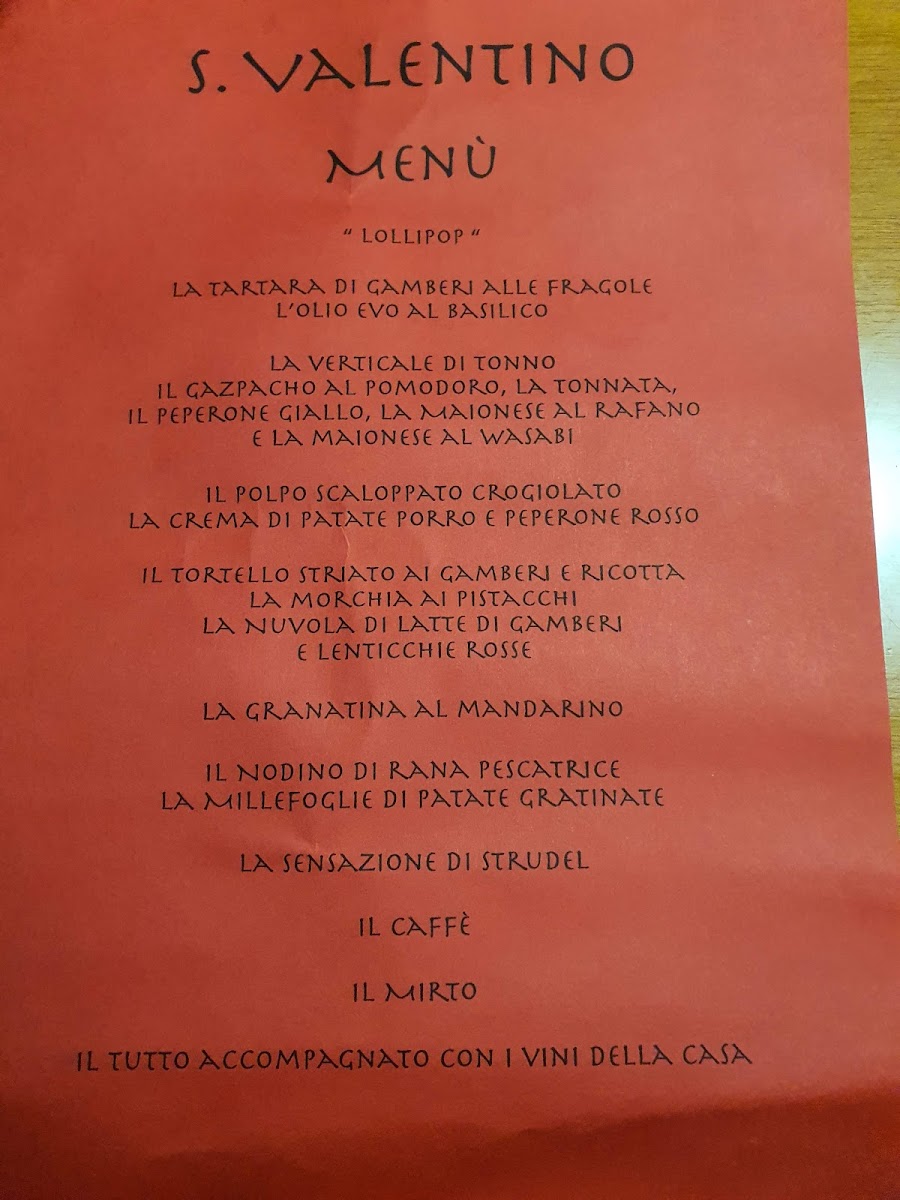 S. VALENTINO
MENÙ
“ LOLLIPOP “
LA TARTARA DI GAMBERI ALLE FRAGOLE
L'OLIO EVO AL BASILICO
LA VERTICALE DI TONNO
IL GAZPACHO AL POMODORO, LA TONNATA,
IL PEPERONE GIALLO, LA MAIONESE AL RAFANO
E LA MAIONESE AL WASABI
IL POLPO SCALOPPATO CROGIOLATO
LA CREMA DI PATATE PORRO E PEPERONE ROSSO
IL TORTELLO STRIATO AI GAMBERI E RICOTTA
LA MORCHIA AI PISTACCHI
LA NUVOLA DI LATTE DI GAMBERI
E LENTICCHIE ROSSE
LA GRANATINA AL MANDARINO
IL NODINO DI RANA PESCATRICE
LA MILLEFOGLIE DI PATATE GRATINATE
LA SENSAZIONE DI STRUDEL
IL CAFFÈ
IL MIRTO
IL TUTTO ACCOMPAGNATO CON I VINI DELLA CASA